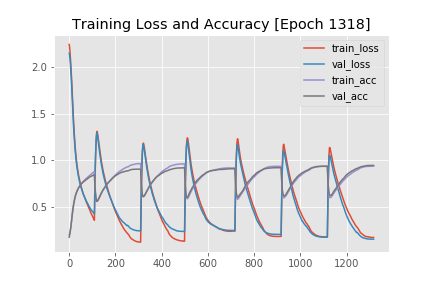 Training Loss and Accuracy [Epoch 1318]
train_loss
val_loss
train_acc
val_acc
2.0
1.5
1.0
0.5
0 200 400 600 800 1000 1200